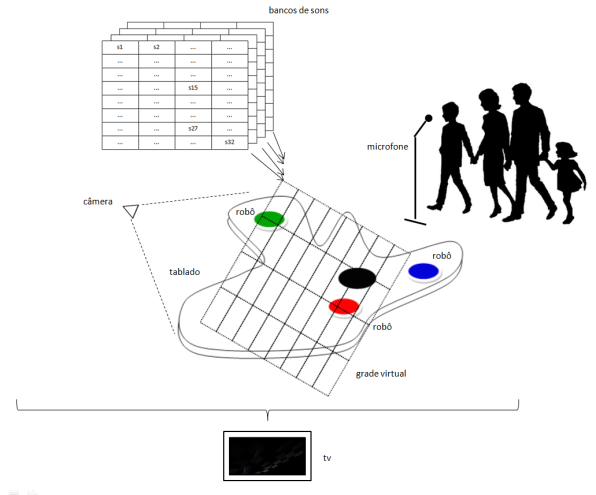 bancos de sons
s1 s2 ... ...
... ... ... ...
... ... ... ...
... ... s15 ...
... ... ... ...
... ... ... ...
... ... s27 ...
... ... ... s32
microfone
câmera
robô
robô
tablado
robô
grade virtual
tv